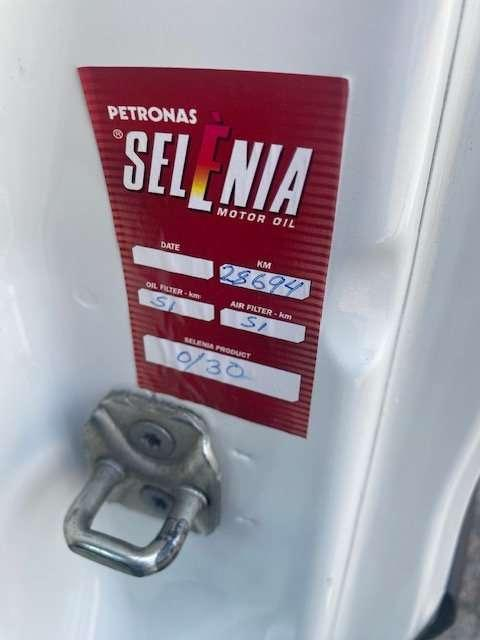 PETRONAS
® SELÈNIA
MOTOR OIL
DATE
KM
28694
OIL FILTER - km
AIR FILTER - km
SI
SI
SELENIA PRODUCT
0/30